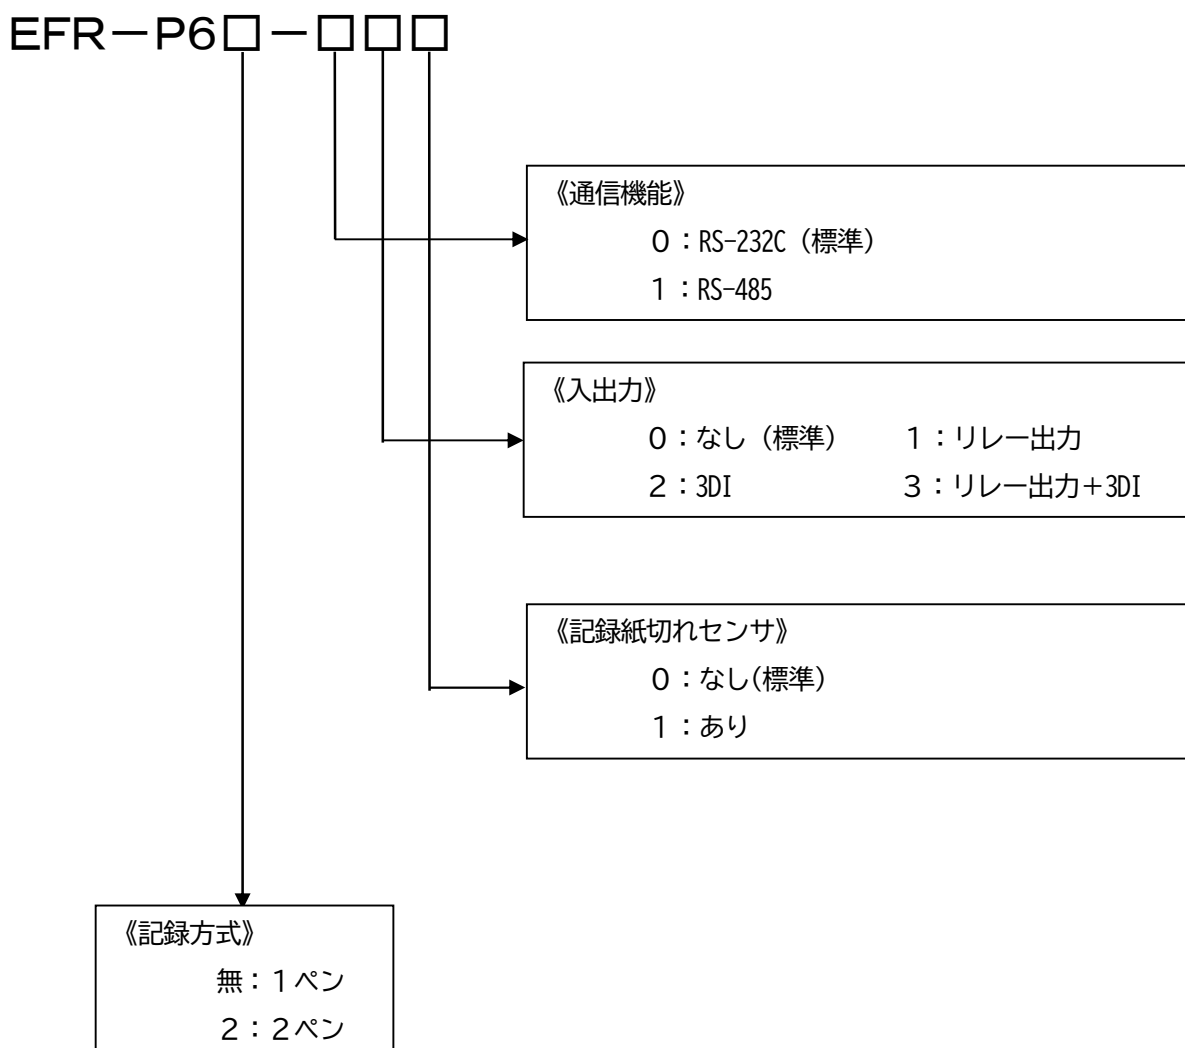 EFR－P6□－□□□
《通信機能》
０：RS-232C（標準）
１：RS-485
《入出力》
０：なし（標準）　１：リレー出力
２：3DI　３：リレー出力＋3DI
《記録紙切れセンサ》
０：なし(標準)
１：あり
《記録方式》
無：１ペン
２：２ペン